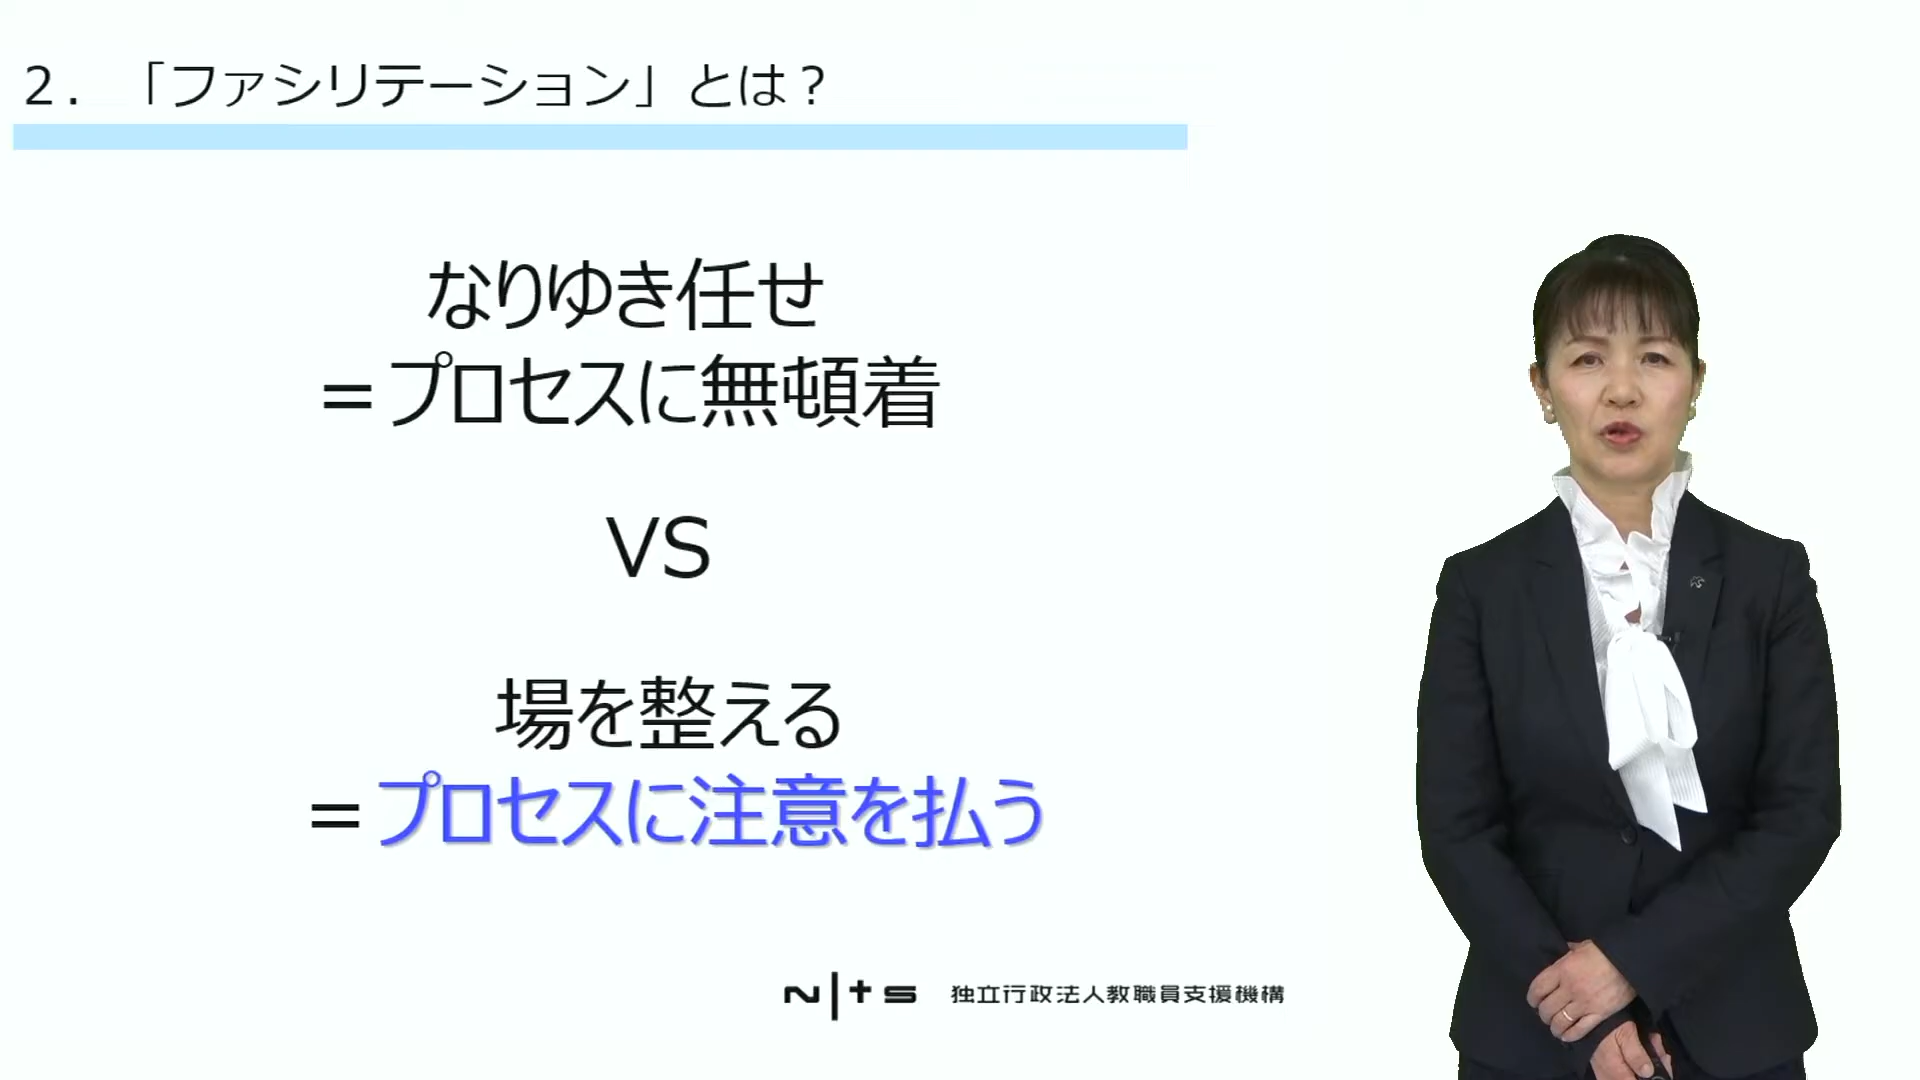 2. 「ファシリテーション」とは？
なりゆき任せ
＝プロセスに無頓着
VS
場を整える
＝プロセスに注意を払う
N|ts 独立行政法人教職員支援機構